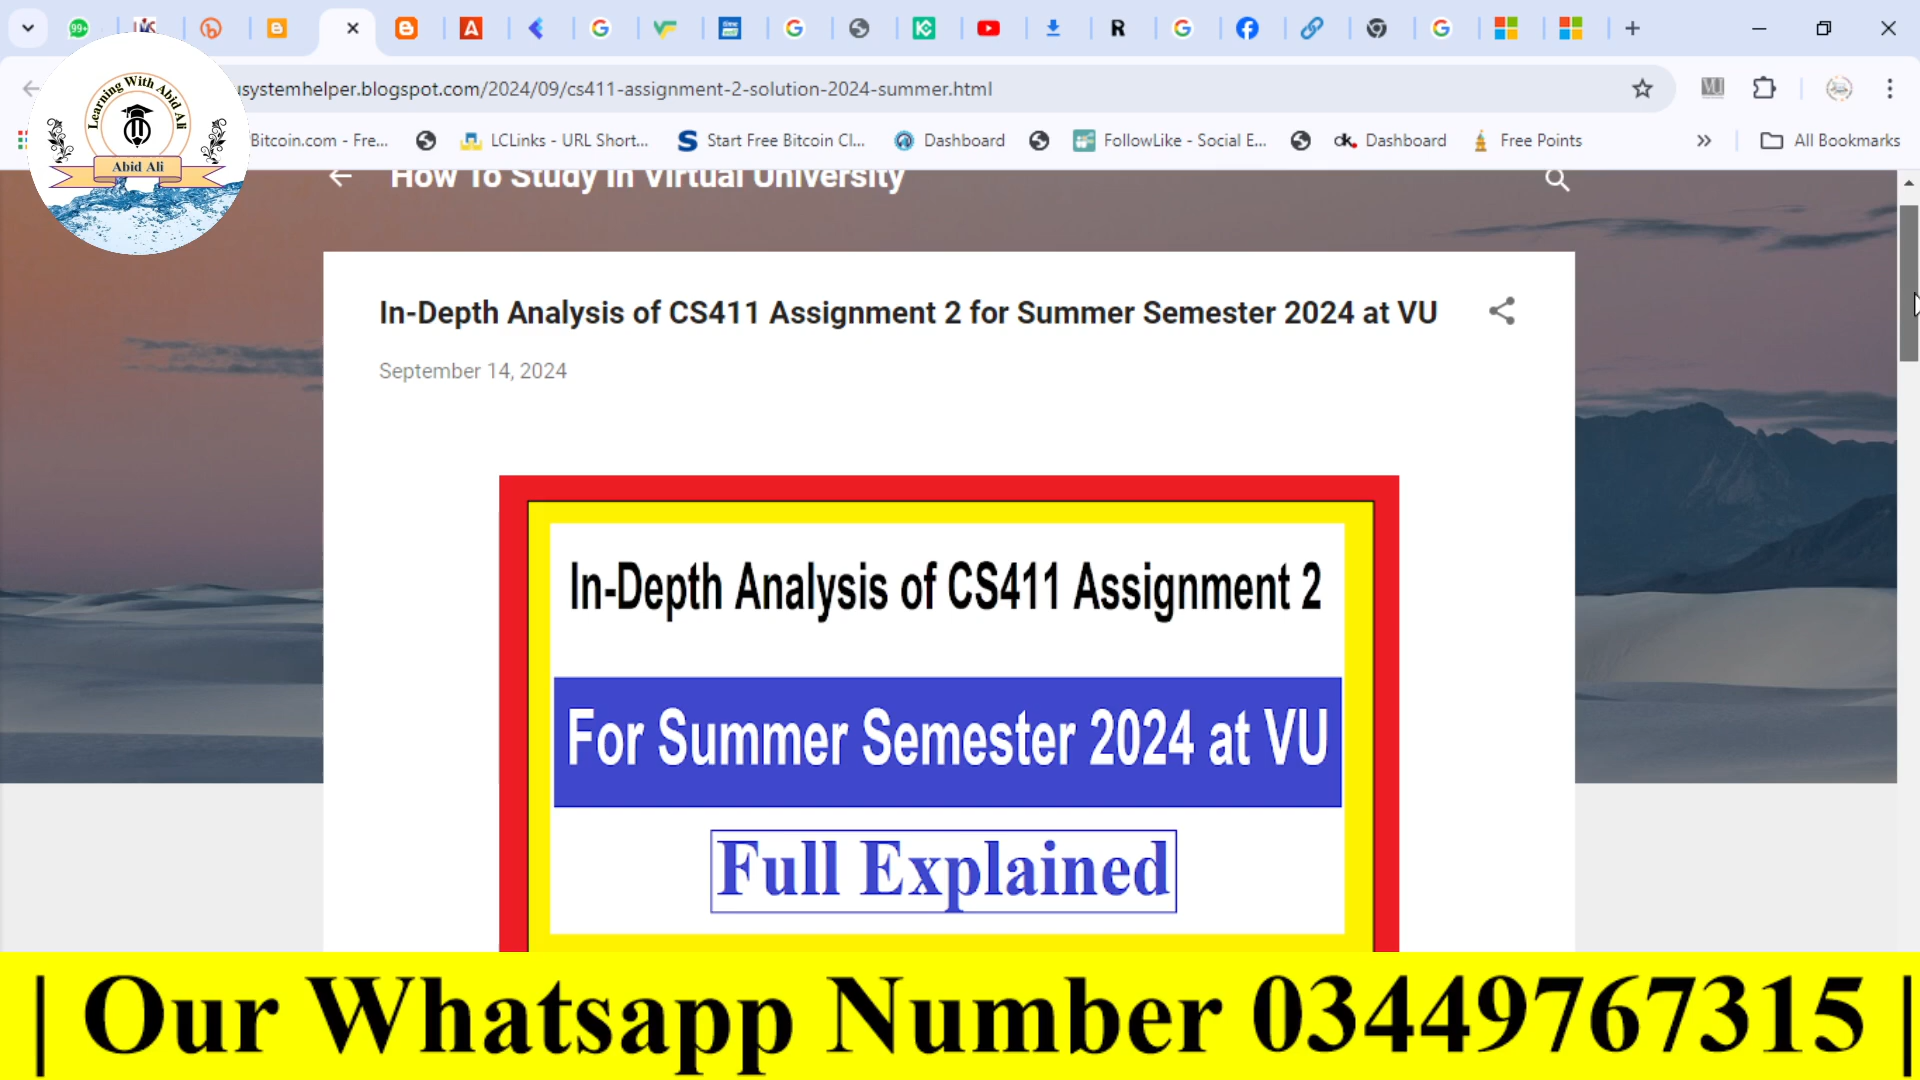 99+
usystemhelper.blogspot.com/2024/09/cs411-assignment-2-solution-2024-summer.html
Bitcoin.com - Fre...
LCLinks - URL Short...
Start Free Bitcoin Cl...
Dashboard
FollowLike - Social E...
Dashboard
Free Points
All Bookmarks
Learning With Abid Ali
Abid Ali
How To Study in Virtual University
In-Depth Analysis of CS411 Assignment 2 for Summer Semester 2024 at VU
September 14, 2024
In-Depth Analysis of CS411 Assignment 2
For Summer Semester 2024 at VU
Full Explained
| Our Whatsapp Number 03449767315 |